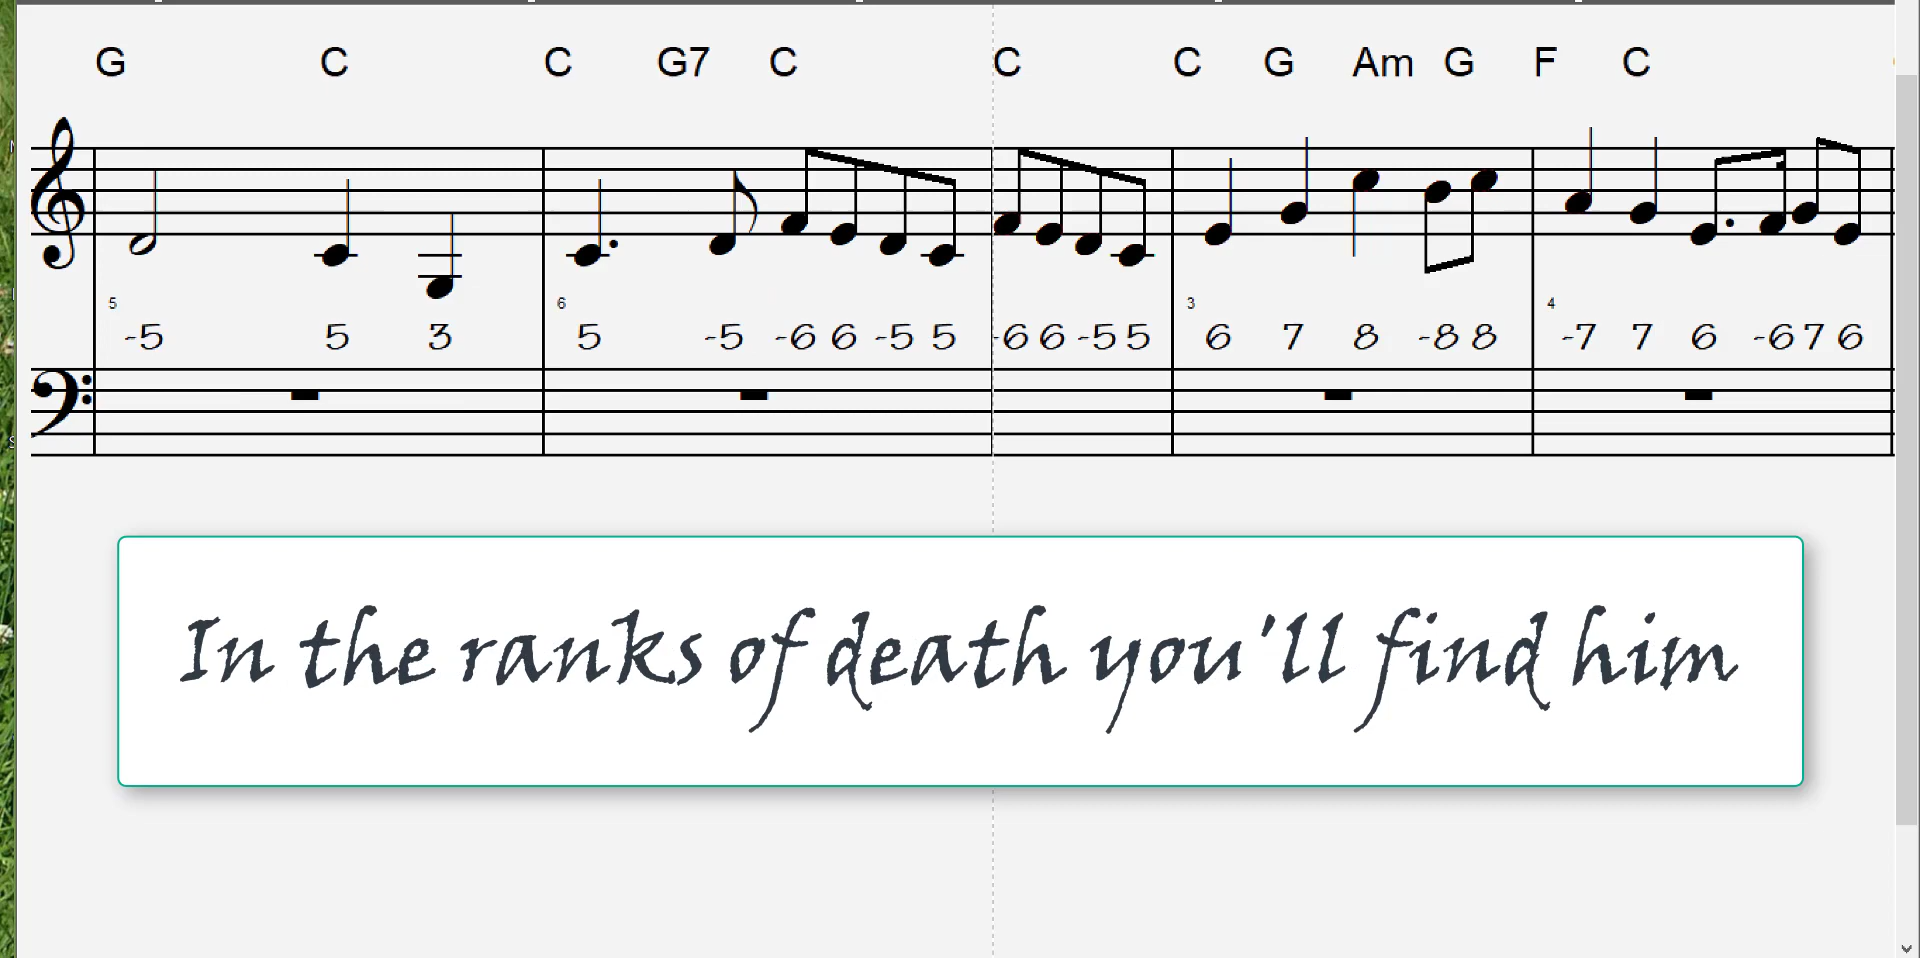 G C C G7 C C C G Am G F C
5 6 3 4
-5 5 3 5 -5 -6 6 -5 5 -6 6 -5 5 6 7 8 -8 8 -7 7 6 -6 7 6
In the ranks of death you'll find him